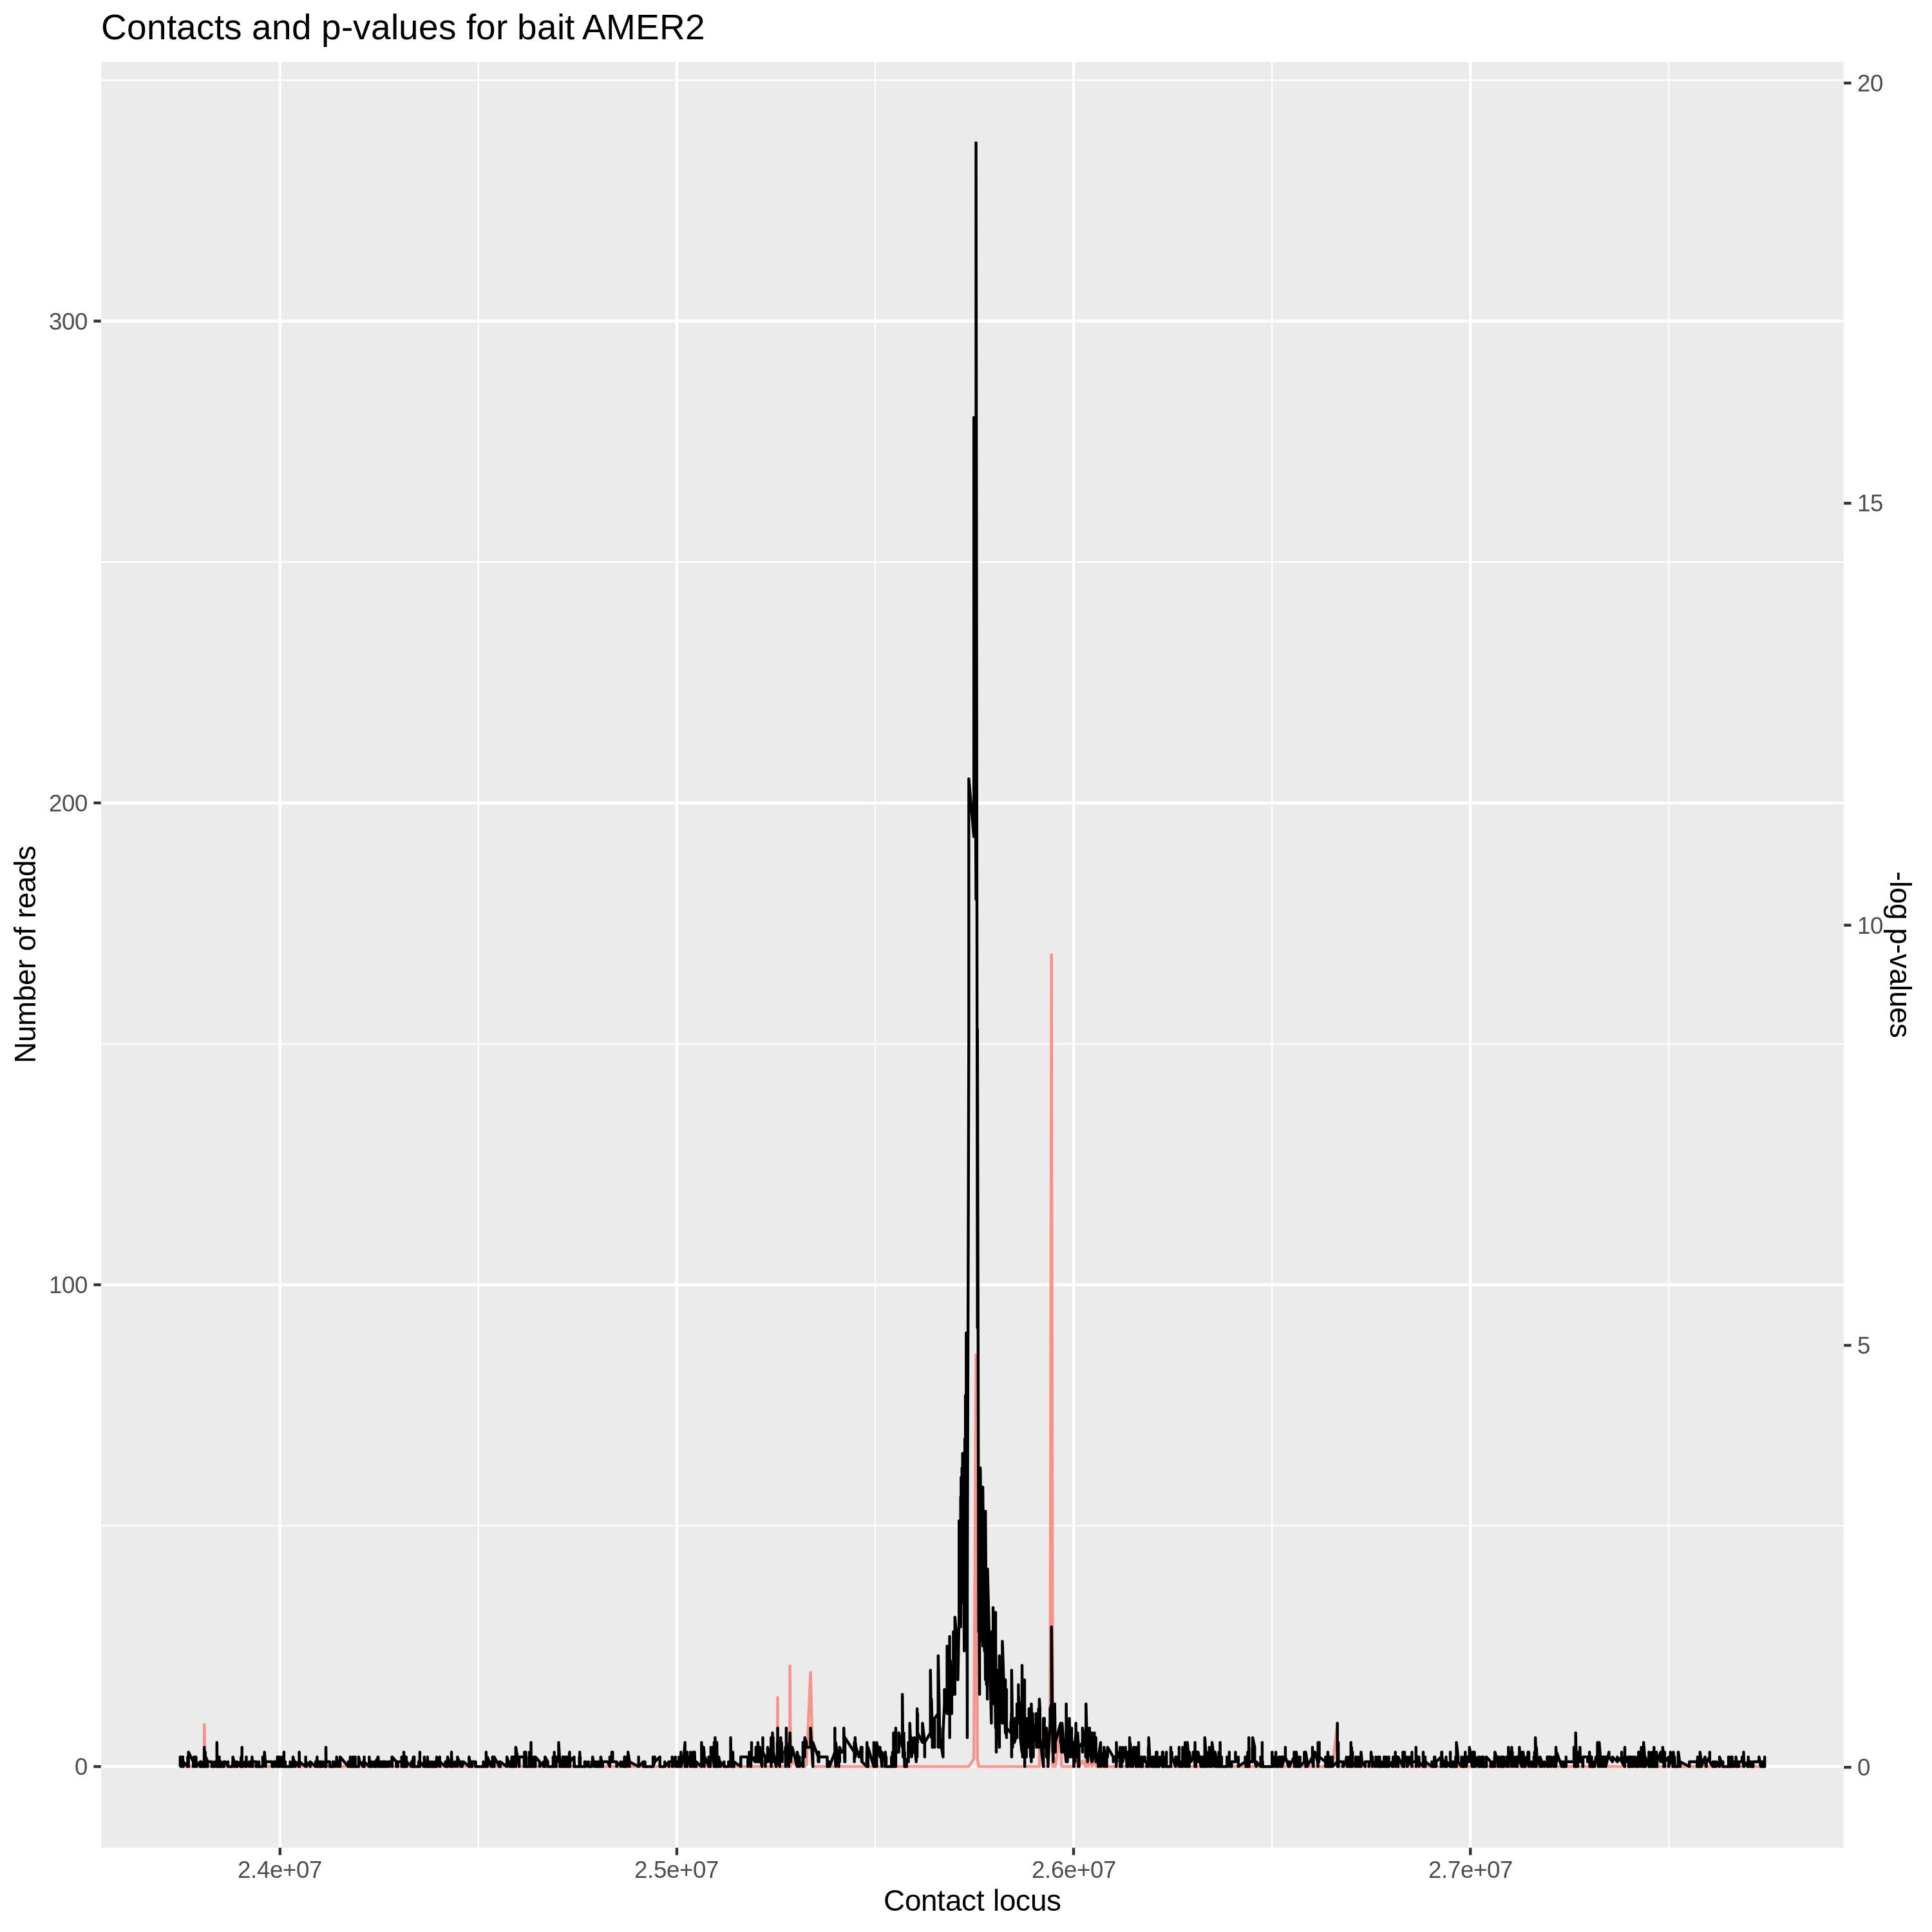 Contacts and p-values for bait AMER2
20
15
10
5
0
300
200
100
0
Number of reads
-log p-values
2.4e+07
2.5e+07
2.6e+07
2.7e+07
Contact locus